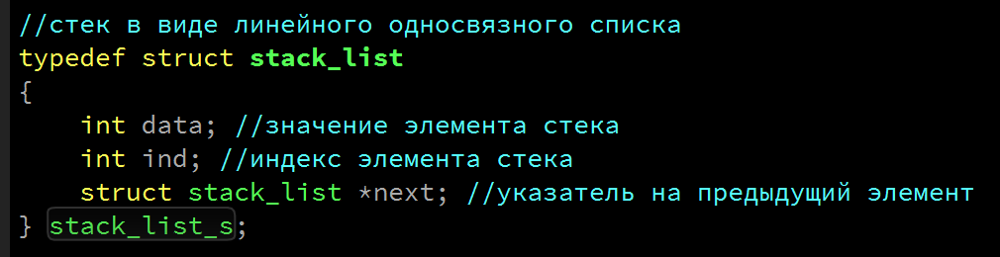 //стек в виде линейного односвязного списка
typedef struct stack_list
{
    int data; //значение элемента стека
    int ind; //индекс элемента стека
    struct stack_list *next; //указатель на предыдущий элемент
} stack_list_s;